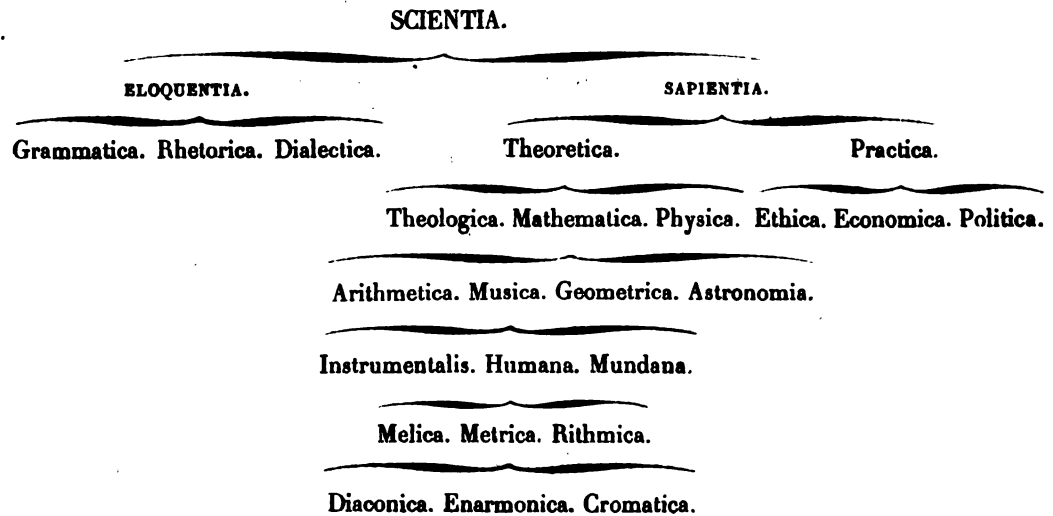 SCIENTIA.
ELOQUENTIA. SAPIENTIA.
Grammatica. Rhetorica. Dialectica. Theoretica. Practica.
Theologica. Mathematica. Physica. Ethica. Economica. Politica.
Arithmetica. Musica. Geometrica. Astronomia.
Instrumentalis. Humana. Mundana.
Melica. Metrica. Rithmica.
Diaconica. Enarmonica. Cromatica.